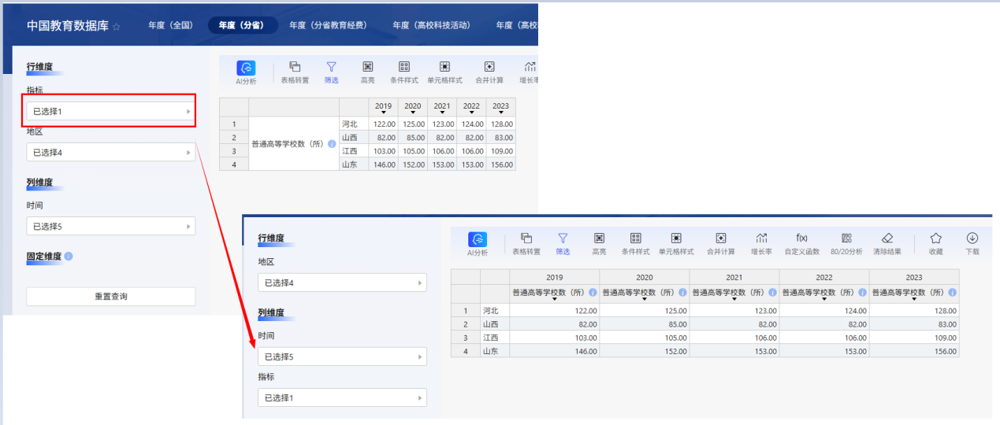 中国教育数据库 年度（全国） 年度（分省） 年度（分省教育经费） 年度（高校科技活动） 年度（高校
行维度
指标
已选择1
地区
已选择4
列维度
时间
已选择5
固定维度
重置查询
AI分析 表格转置 筛选 高亮 条件样式 单元格样式 合并计算 增长率
2019 2020 2021 2022 2023
普通高等学校数（所）
1 河北 122.00 125.00 123.00 124.00 128.00
2 山西 82.00 85.00 82.00 82.00 83.00
3 江西 103.00 105.00 106.00 106.00 109.00
4 山东 146.00 152.00 153.00 153.00 156.00
行维度
地区
已选择4
列维度
时间
已选择5
指标
已选择1
AI分析 表格转置 筛选 高亮 条件样式 单元格样式 合并计算 f(x) 增长率 自定义函数 80/20分析 清除结果 收藏 下载
2019 2020 2021 2022 2023
普通高等学校数（所） 普通高等学校数（所） 普通高等学校数（所） 普通高等学校数（所） 普通高等学校数（所）
1 河北 122.00 125.00 123.00 124.00 128.00
2 山西 82.00 85.00 82.00 82.00 83.00
3 江西 103.00 105.00 106.00 106.00 109.00
4 山东 146.00 152.00 153.00 153.00 156.00